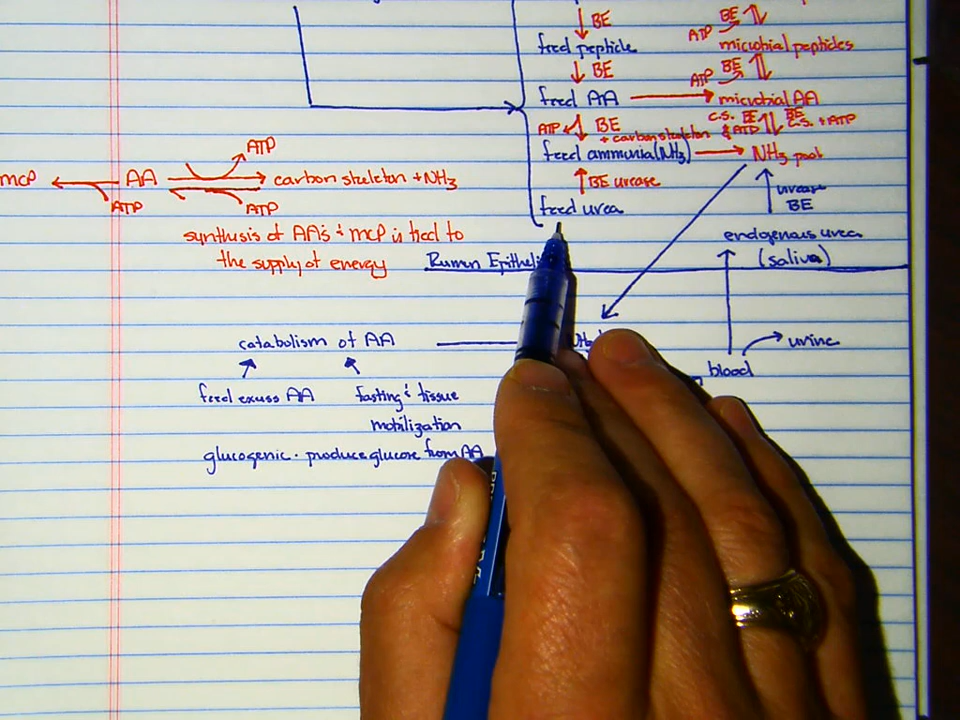 BE
ATP BE
feed peptide
microbial peptides
BE
ATP BE
feed AA microbial AA
ATP BE
+ carbon skeleton
C.S. BE & ATP
BE C.S. + ATP
feed ammonia (NH3) NH3 pool
BE urease
urease BE
feed urea
ATP
mcp AA carbon skeleton + NH3
ATP ATP
synthesis of AA's & mcp is tied to
the supply of energy
endogenous urea
(saliva)
Rumen
catabolism of AA
urine
blood
feed excess AA
fasting & tissue
mobilization
glucogenic · produce glucose from AA